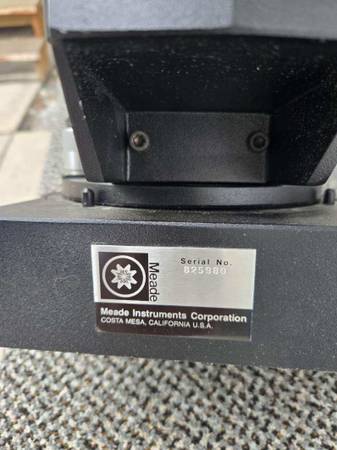 Meade
Serial No.
825980
Meade Instruments Corporation
COSTA MESA, CALIFORNIA U.S.A.